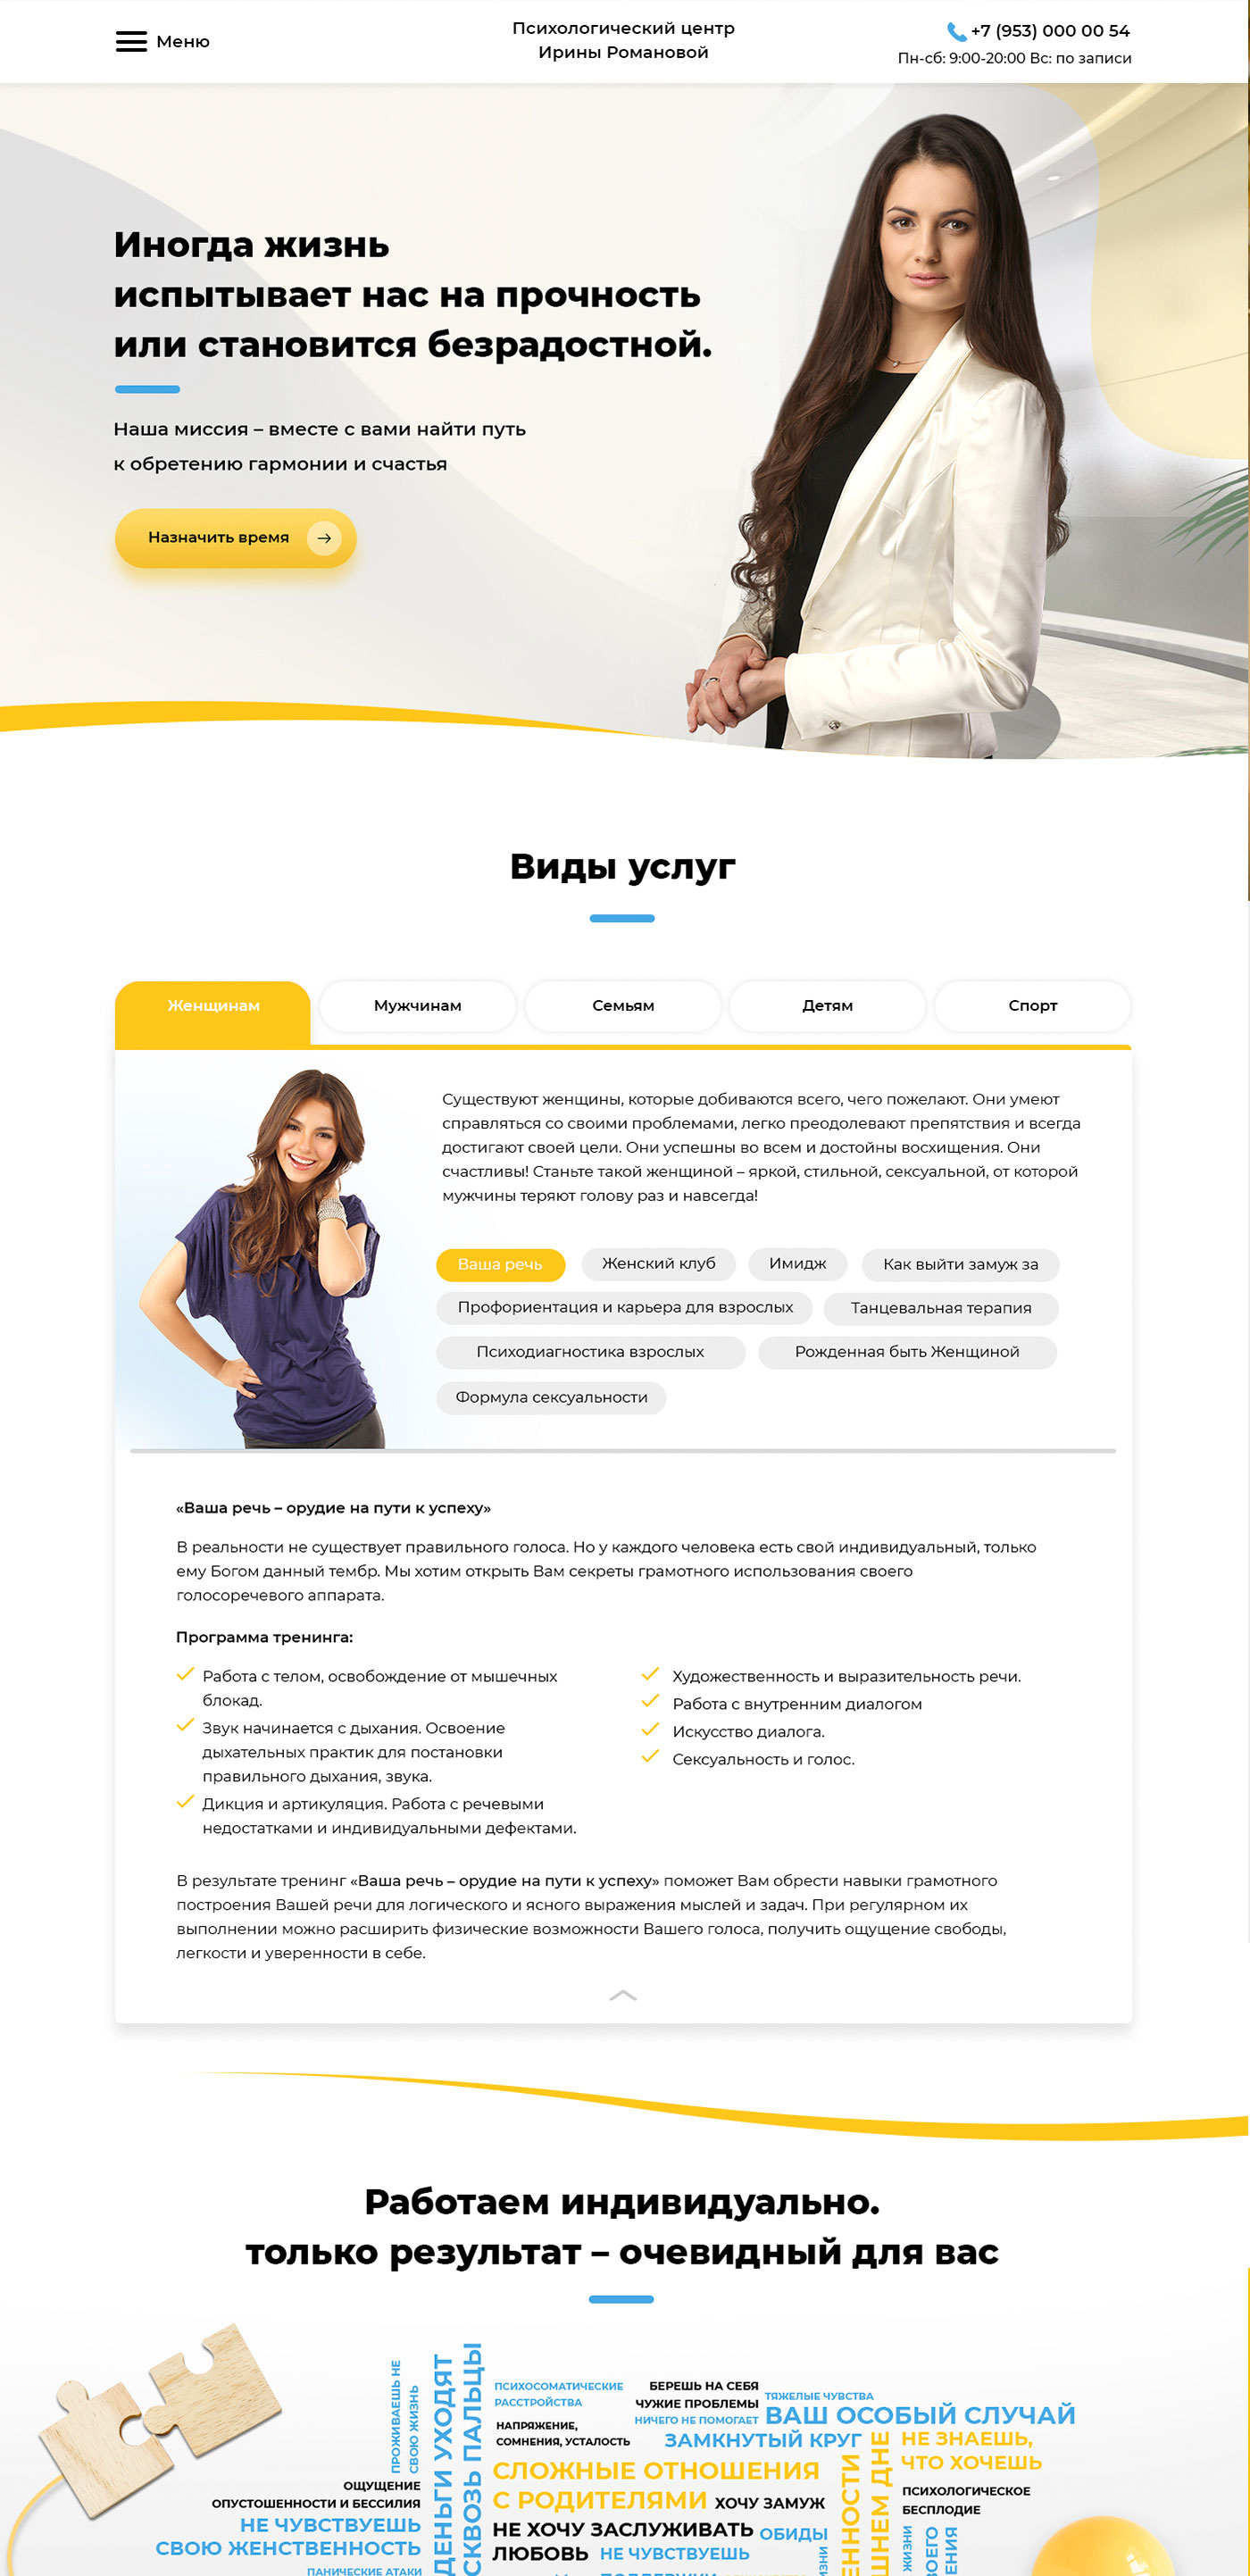 Меню
Психологический центр
Ирины Романовой
+7 (953) 000 00 54
Пн-сб: 9:00-20:00 Вс: по записи
Иногда жизнь
испытывает нас на прочность
или становится безрадостной.
Наша миссия – вместе с вами найти путь
к обретению гармонии и счастья
Назначить время
Виды услуг
Женщинам
Мужчинам
Семьям
Детям
Спорт
Существуют женщины, которые добиваются всего, чего пожелают. Они умеют
справляться со своими проблемами, легко преодолевают препятствия и всегда
достигают своей цели. Они успешны во всем и достойны восхищения. Они
счастливы! Станьте такой женщиной – яркой, стильной, сексуальной, от которой
мужчины теряют голову раз и навсегда!
Ваша речь
Женский клуб
Имидж
Как выйти замуж за
Профориентация и карьера для взрослых
Танцевальная терапия
Психодиагностика взрослых
Рожденная быть Женщиной
Формула сексуальности
«Ваша речь – орудие на пути к успеху»
В реальности не существует правильного голоса. Но у каждого человека есть свой индивидуальный, только
ему Богом данный тембр. Мы хотим открыть Вам секреты грамотного использования своего
голосоречевого аппарата.
Программа тренинга:
Работа с телом, освобождение от мышечных
блокад.
Звук начинается с дыхания. Освоение
дыхательных практик для постановки
правильного дыхания, звука.
Дикция и артикуляция. Работа с речевыми
недостатками и индивидуальными дефектами.
Художественность и выразительность речи.
Работа с внутренним диалогом
Искусство диалога.
Сексуальность и голос.
В результате тренинг «Ваша речь – орудие на пути к успеху» поможет Вам обрести навыки грамотного
построения Вашей речи для логического и ясного выражения мыслей и задач. При регулярном их
выполнении можно расширить физические возможности Вашего голоса, получить ощущение свободы,
легкости и уверенности в себе.
Работаем индивидуально.
только результат – очевидный для вас
ПРОЖИВАЕШЬ НЕ
СВОЮ ЖИЗНЬ
ДЕНЬГИ УХОДЯТ
СКВОЗЬ ПАЛЬЦЫ
ПСИХОСОМАТИЧЕСКИЕ
РАССТРОЙСТВА
НАПРЯЖЕНИЕ,
СОМНЕНИЯ, УСТАЛОСТЬ
БЕРЕШЬ НА СЕБЯ
ЧУЖИЕ ПРОБЛЕМЫ
НИЧЕГО НЕ ПОМОГАЕТ
ТЯЖЕЛЫЕ ЧУВСТВА
ВАШ ОСОБЫЙ СЛУЧАЙ
ЗАМКНУТЫЙ КРУГ
НЕ ЗНАЕШЬ,
ЧТО ХОЧЕШЬ
СЛОЖНЫЕ ОТНОШЕНИЯ
С РОДИТЕЛЯМИ
ХОЧУ ЗАМУЖ
ПСИХОЛОГИЧЕСКОЕ
БЕСПЛОДИЕ
ОЩУЩЕНИЕ
ОПУСТОШЕННОСТИ И БЕССИЛИЯ
НЕ ЧУВСТВУЕШЬ
СВОЮ ЖЕНСТВЕННОСТЬ
ПАНИЧЕСКИЕ АТАКИ
НЕ ХОЧУ ЗАСЛУЖИВАТЬ
ЛЮБОВЬ
ОБИДЫ
НЕ ЧУВСТВУЕШЬ
ДНЕ
ЖИЗНИ